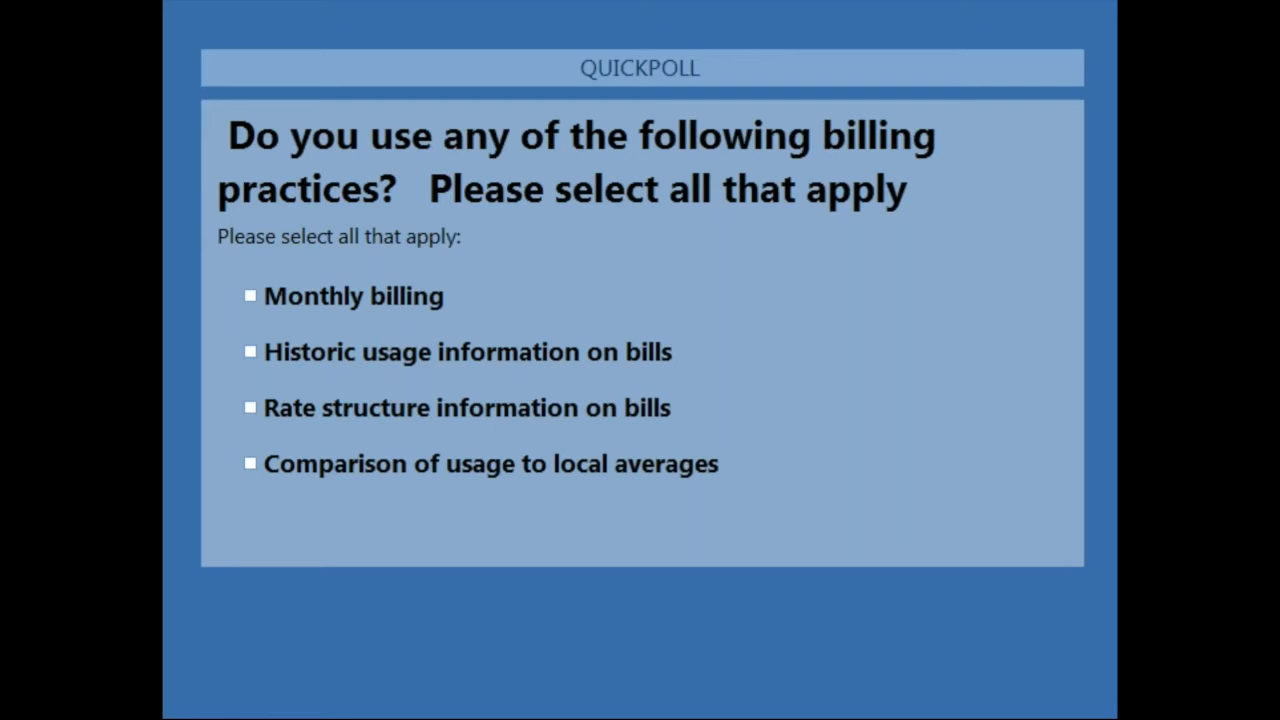 QUICKPOLL
Do you use any of the following billing
practices? Please select all that apply
Please select all that apply:
Monthly billing
Historic usage information on bills
Rate structure information on bills
Comparison of usage to local averages